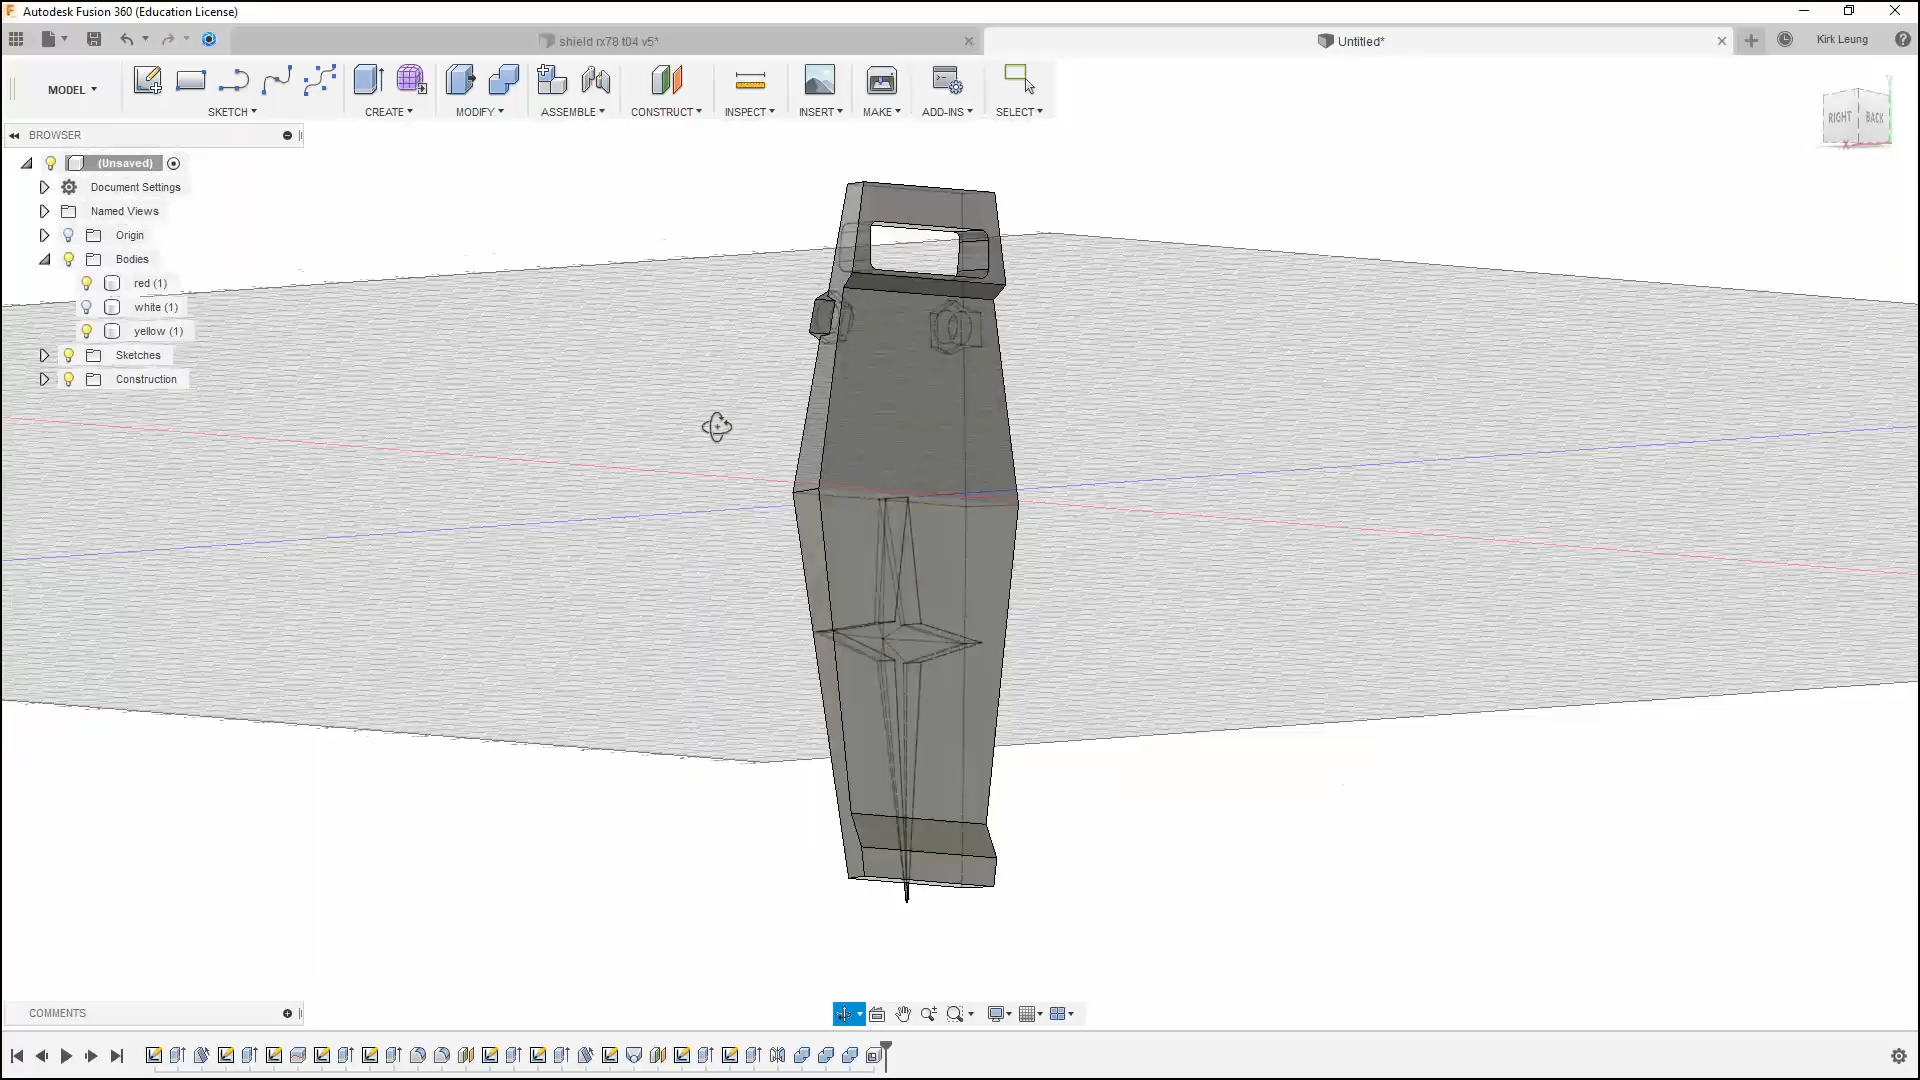 Autodesk Fusion 360 (Education License)
shield rx78 t04 v5*
Untitled*
Kirk Leung
MODEL
SKETCH
CREATE
MODIFY
ASSEMBLE
CONSTRUCT
INSPECT
INSERT
MAKE
ADD-INS
SELECT
RIGHT
BACK
X
BROWSER
(Unsaved)
Document Settings
Named Views
Origin
Bodies
red (1)
white (1)
yellow (1)
Sketches
Construction
COMMENTS